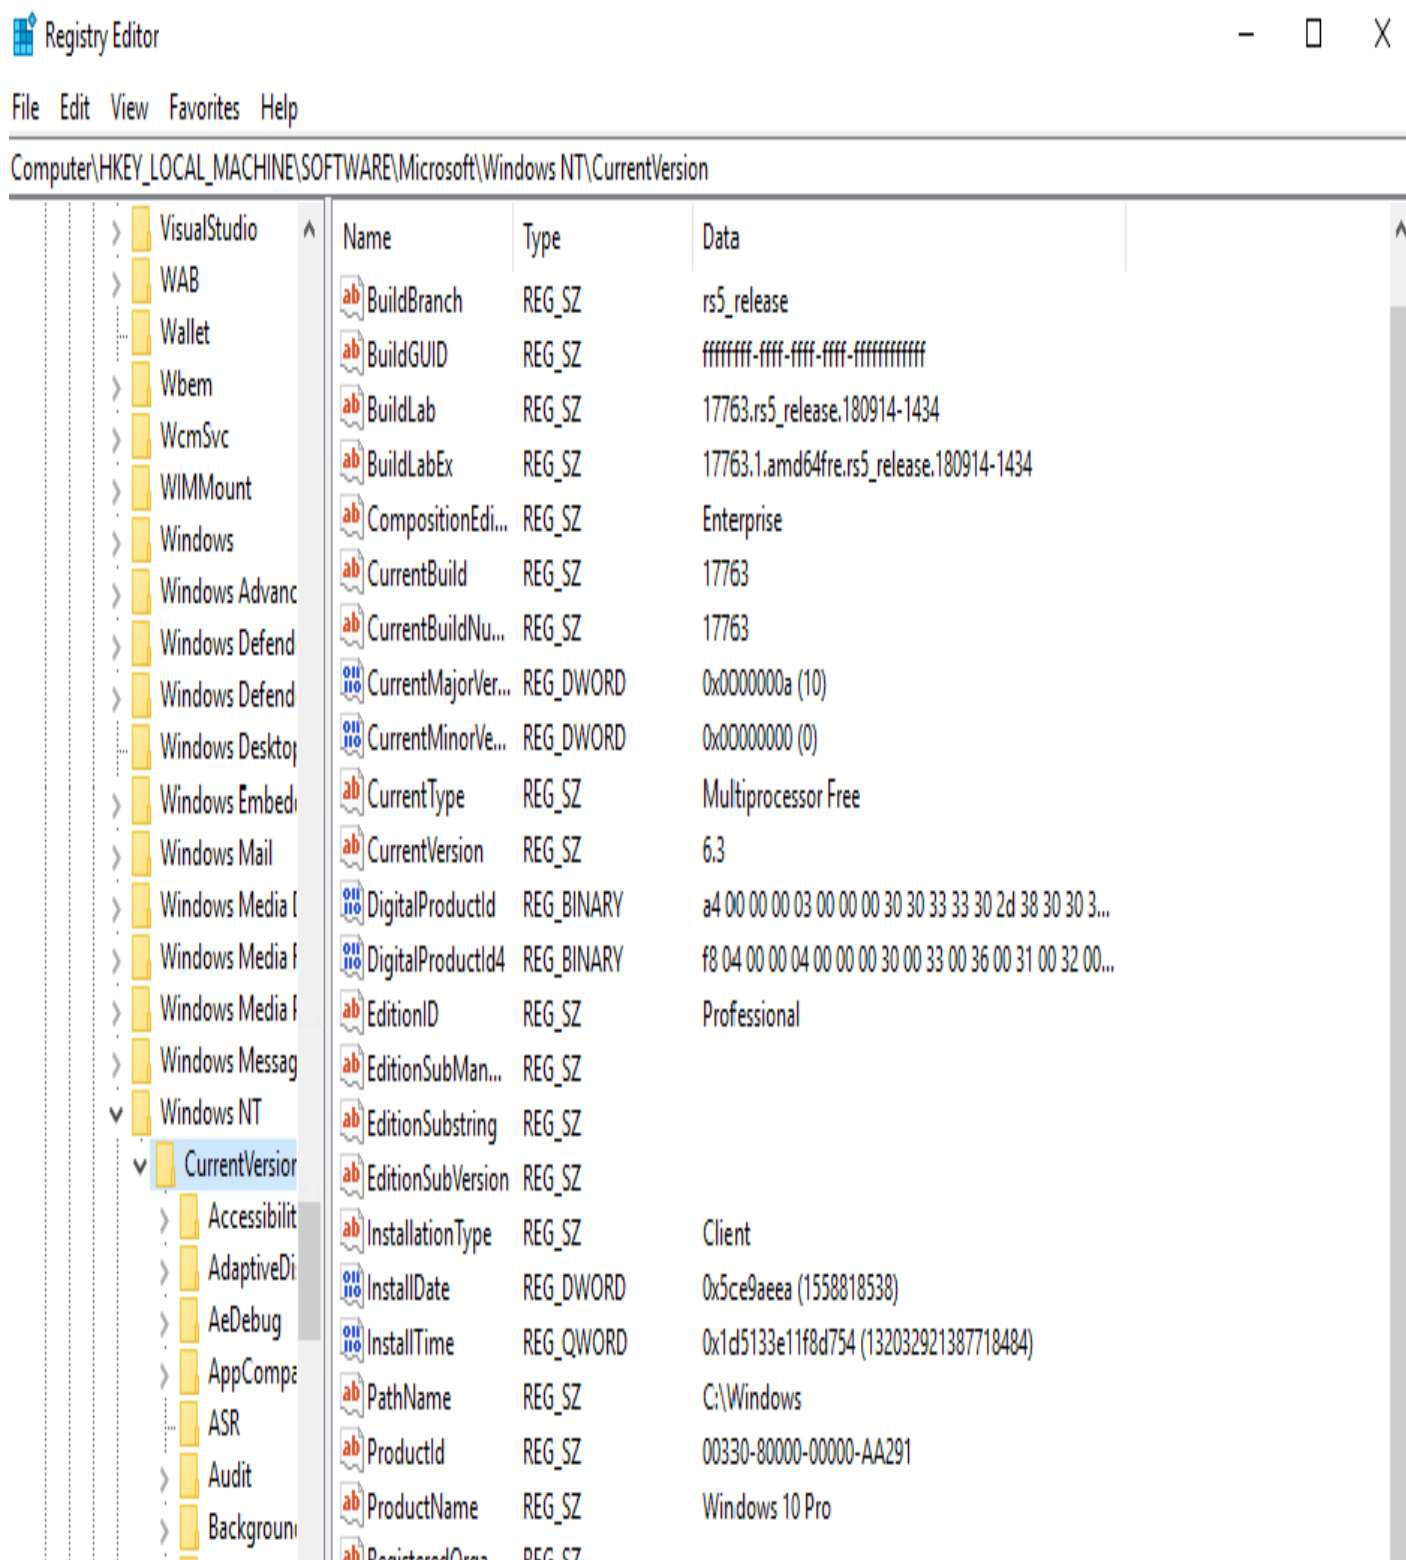 Registry Editor
File Edit View Favorites Help
Computer\HKEY_LOCAL_MACHINE\SOFTWARE\Microsoft\Windows NT\CurrentVersion
VisualStudio
WAB
Wallet
Wbem
WcmSvc
WIMMount
Windows
Windows Advanc
Windows Defend
Windows Defend
Windows Desktop
Windows Embed
Windows Mail
Windows Media
Windows Media
Windows Media
Windows Messag
Windows NT
CurrentVersion
Accessibilit
AdaptiveDi
AeDebug
AppCompa
ASR
Audit
Backgroun
Name Type Data
BuildBranch REG_SZ rs5_release
BuildGUID REG_SZ ffffffff-ffff-ffff-ffff-ffffffffffff
BuildLab REG_SZ 17763.rs5_release.180914-1434
BuildLabEx REG_SZ 17763.1.amd64fre.rs5_release.180914-1434
CompositionEdi... REG_SZ Enterprise
CurrentBuild REG_SZ 17763
CurrentBuildNu... REG_SZ 17763
CurrentMajorVer... REG_DWORD 0x0000000a (10)
CurrentMinorVe... REG_DWORD 0x00000000 (0)
CurrentType REG_SZ Multiprocessor Free
CurrentVersion REG_SZ 6.3
DigitalProductId REG_BINARY a4 00 00 00 03 00 00 00 30 30 33 33 30 2d 38 30 30 3...
DigitalProductId4 REG_BINARY f8 04 00 00 04 00 00 00 30 00 33 00 36 00 31 00 32 00...
EditionID REG_SZ Professional
EditionSubMan... REG_SZ
EditionSubstring REG_SZ
EditionSubVersion REG_SZ
InstallationType REG_SZ Client
InstallDate REG_DWORD 0x5ce9aeea (1558818538)
InstallTime REG_QWORD 0x1d5133e11f8d754 (132032921387718484)
PathName REG_SZ C:\Windows
ProductId REG_SZ 00330-80000-00000-AA291
ProductName REG_SZ Windows 10 Pro
RegisteredOrga... REG_SZ